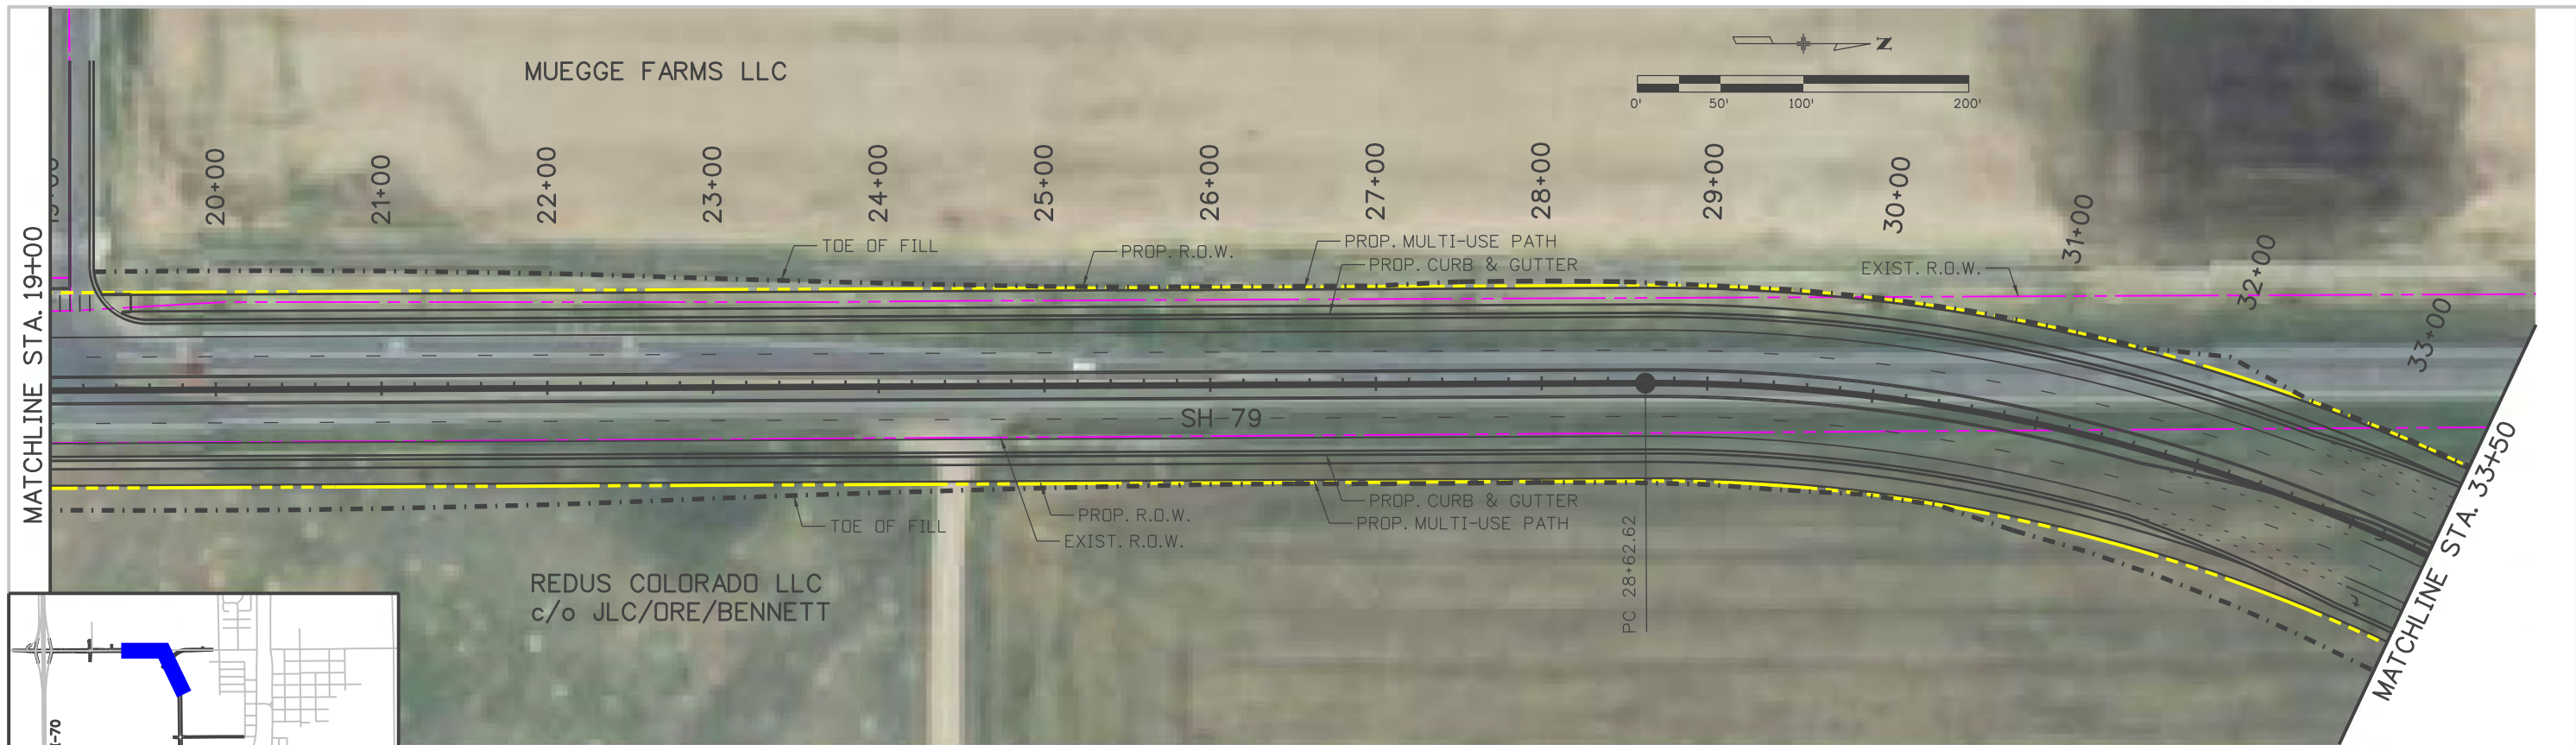 MUEGGE FARMS LLC
N
0' 50' 100' 200'
20+00 21+00 22+00 23+00 24+00 25+00 26+00 27+00 28+00 29+00 30+00 31+00 32+00 33+00
MATCHLINE STA. 19+00
TOE OF FILL
PROP. R.O.W.
PROP. MULTI-USE PATH
PROP. CURB & GUTTER
EXIST. R.O.W.
SH-79
PROP. CURB & GUTTER
PROP. MULTI-USE PATH
PROP. R.O.W.
EXIST. R.O.W.
TOE OF FILL
PC 28+62.62
REDUS COLORADO LLC
c/o JLC/ORE/BENNETT
MATCHLINE STA. 33+50
I-70